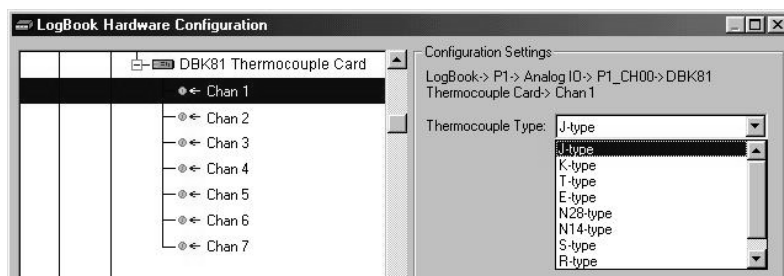 LogBook Hardware Configuration
DBK81 Thermocouple Card
Chan 1
Chan 2
Chan 3
Chan 4
Chan 5
Chan 6
Chan 7
Configuration Settings
LogBook-> P1-> Analog IO-> P1_CH00-> DBK81
Thermocouple Card-> Chan 1
Thermocouple Type: J-type
J-type
K-type
T-type
E-type
N28-type
N14-type
S-type
R-type